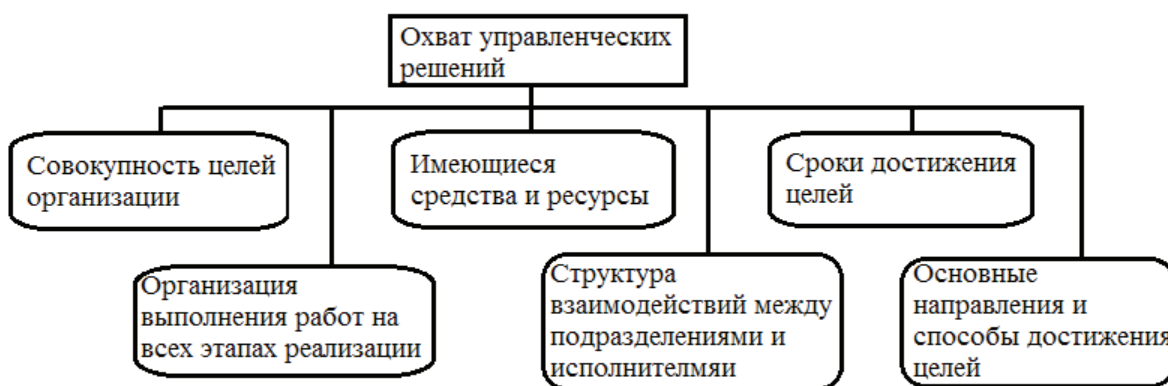 Охват управленческих
решений
Совокупность целей
организации
Имеющиеся
средства и ресурсы
Сроки достижения
целей
Организация
выполнения работ на
всех этапах реализации
Структура
взаимодействий между
подразделениями и
исполнителмяи
Основные
направления и
способы достижения
целей